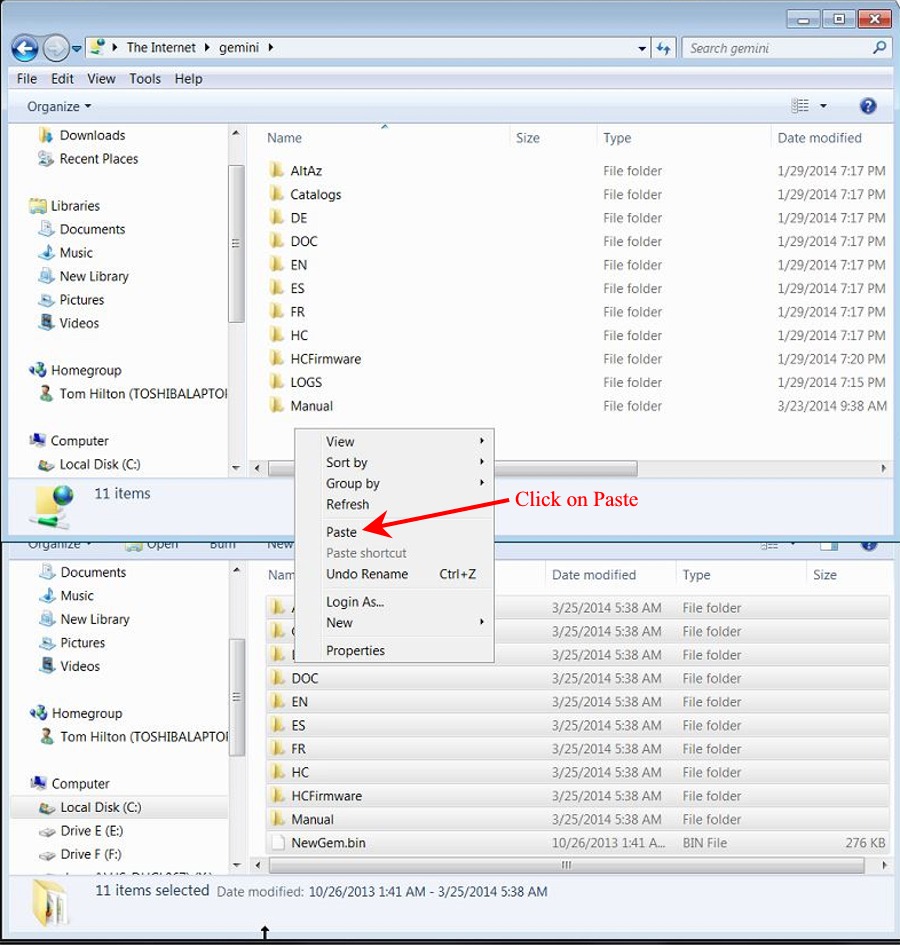 The Internet gemini Search gemini
File Edit View Tools Help
Organize
Name Size Type Date modified
Downloads
Recent Places
Libraries
Documents
Music
New Library
Pictures
Videos
Homegroup
Tom Hilton (TOSHIBALAPTO
Computer
Local Disk (C:)
AltAz File folder 1/29/2014 7:17 PM
Catalogs File folder 1/29/2014 7:17 PM
DE File folder 1/29/2014 7:17 PM
DOC File folder 1/29/2014 7:17 PM
EN File folder 1/29/2014 7:17 PM
ES File folder 1/29/2014 7:17 PM
FR File folder 1/29/2014 7:17 PM
HC File folder 1/29/2014 7:17 PM
HCFirmware File folder 1/29/2014 7:20 PM
LOGS File folder 1/29/2014 7:15 PM
Manual File folder 3/23/2014 9:38 AM
11 items
View
Sort by
Group by
Refresh
Paste
Paste shortcut
Undo Rename Ctrl+Z
Login As...
New
Properties
Click on Paste
Organize Open Burn New
Documents
Music
New Library
Pictures
Videos
Homegroup
Tom Hilton (TOSHIBALAPTO
Computer
Local Disk (C:)
Drive E (E:)
Drive F (F:)
Date modified Type Size
3/25/2014 5:38 AM File folder
3/25/2014 5:38 AM File folder
3/25/2014 5:38 AM File folder
DOC 3/25/2014 5:38 AM File folder
EN 3/25/2014 5:38 AM File folder
ES 3/25/2014 5:38 AM File folder
FR 3/25/2014 5:38 AM File folder
HC 3/25/2014 5:38 AM File folder
HCFirmware 3/25/2014 5:38 AM File folder
Manual 3/25/2014 5:38 AM File folder
NewGem.bin 10/26/2013 1:41 A... BIN File 276 KB
11 items selected Date modified: 10/26/2013 1:41 AM - 3/25/2014 5:38 AM